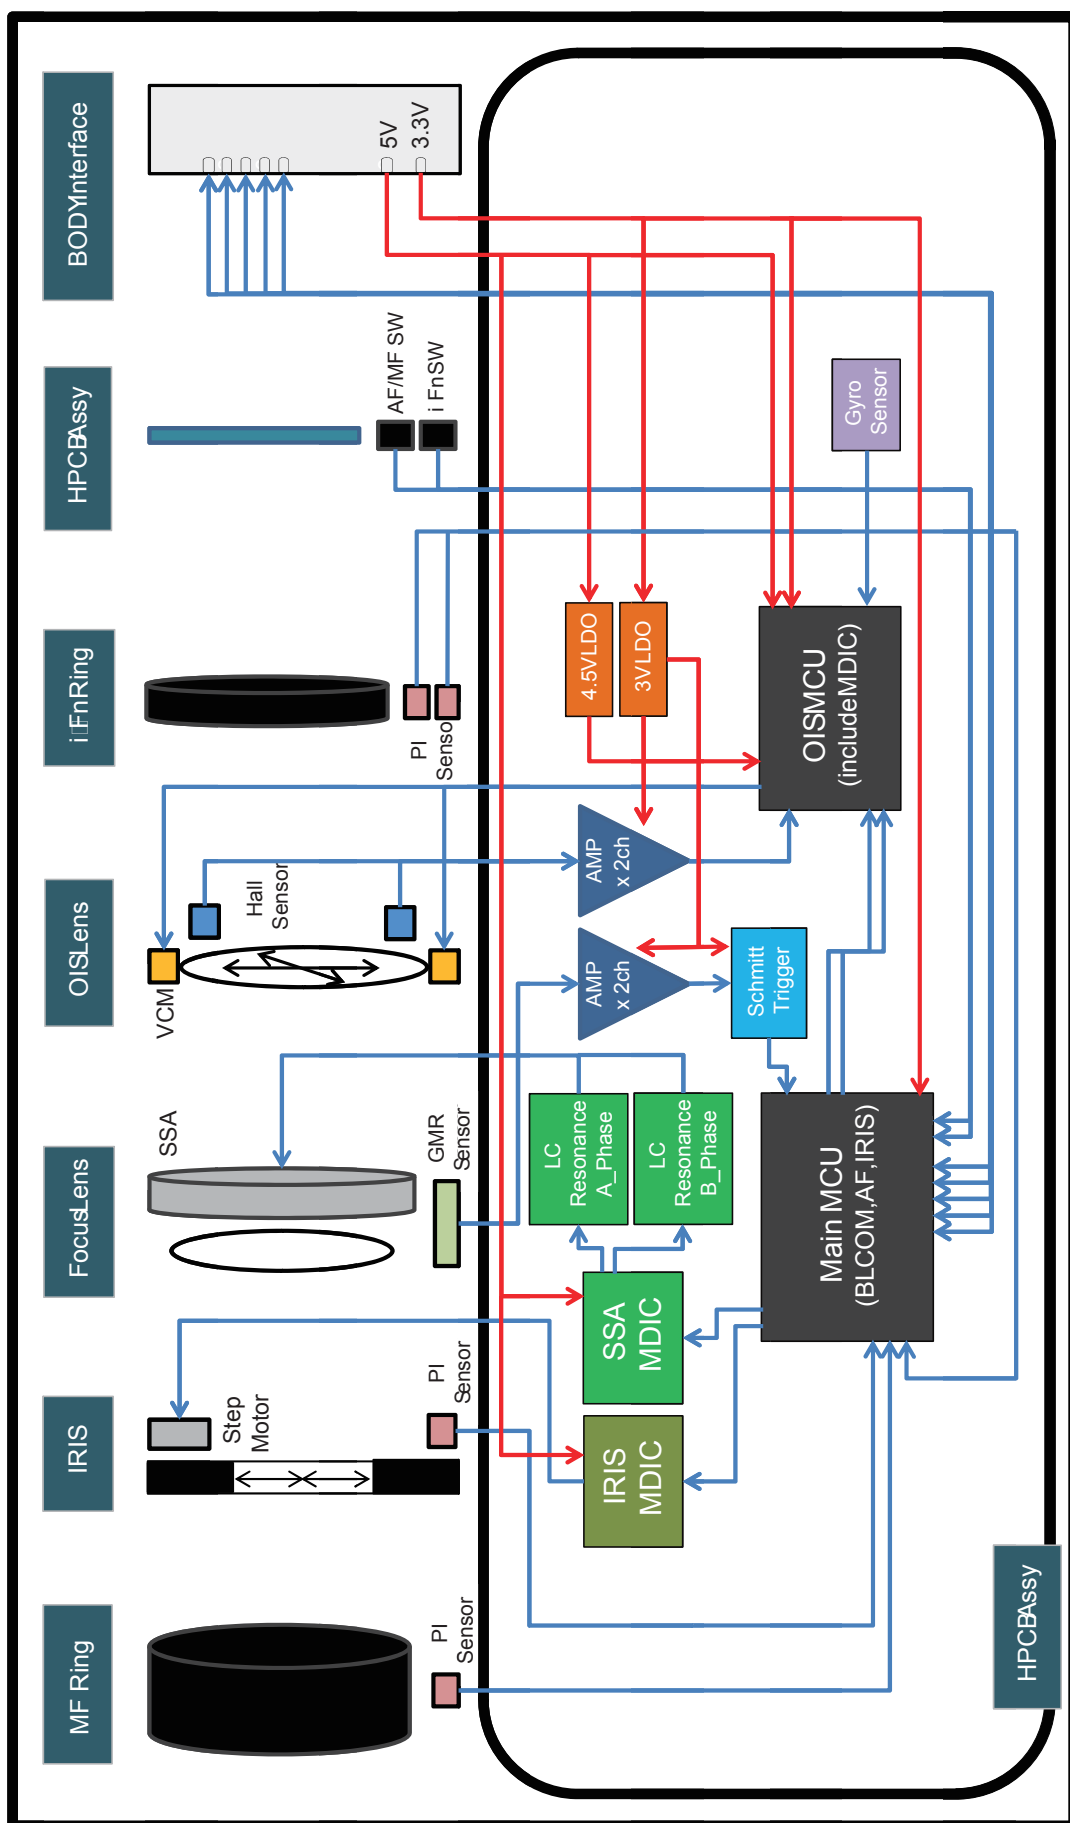 MF Ring
IRIS
FocusLens
OISLens
i-FnRing
HPCBAssy
BODYInterface
SSA
VCM
Step
Motor
Hall
Sensor
PI
Sensor
PI
Sensor
GMR
Sensor
PI
Senso
AF/MF SW
i FnSW
5V
3.3V
IRIS
MDIC
SSA
MDIC
LC
Resonance
A_Phase
LC
Resonance
B_Phase
AMP
x 2ch
AMP
x 2ch
4.5VLDO
3VLDO
Schmitt
Trigger
Main MCU
(BLCOM,AF,IRIS)
OISMCU
(includeMDIC)
Gyro
Sensor
HPCBAssy